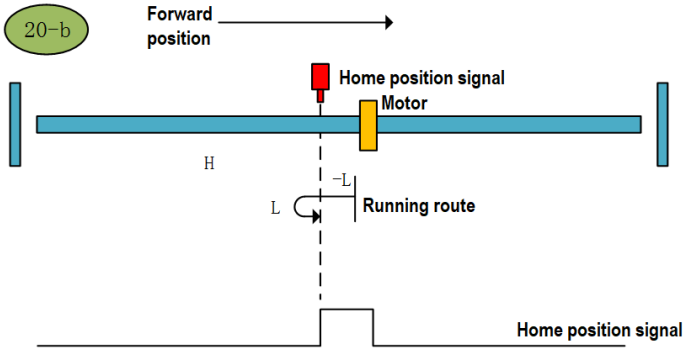 20-b
Forward
position
Home position signal
Motor
H
-L
L
Running route
Home position signal